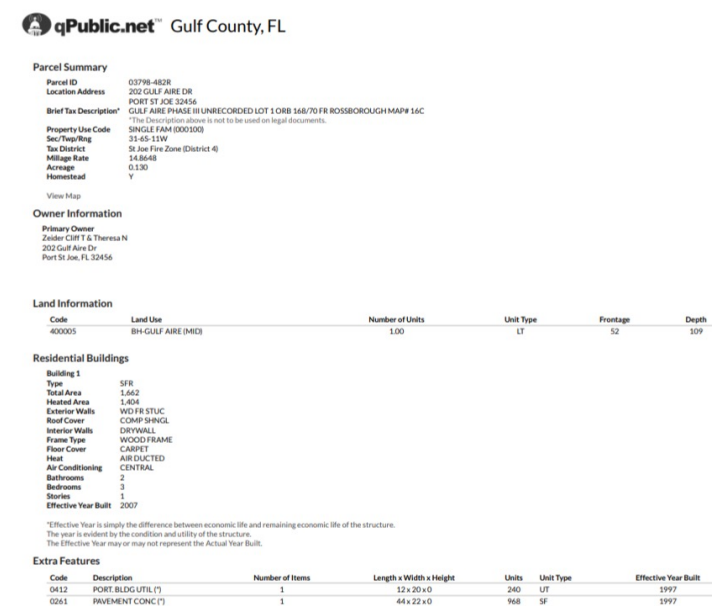 qPublic.net™ Gulf County, FL
Parcel Summary
Parcel ID 03798-482R
Location Address 202 GULF AIRE DR
PORT ST JOE 32456
Brief Tax Description* GULF AIRE PHASE III UNRECORDED LOT 1 ORB 168/70 FR ROSSBOROUGH MAP# 16C
*The Description above is not to be used on legal documents.
Property Use Code SINGLE FAM (000100)
Sec/Twp/Rng 31-6S-11W
Tax District St Joe Fire Zone (District 4)
Millage Rate 14.8648
Acreage 0.130
Homestead Y
View Map
Owner Information
Primary Owner
Zeider Cliff T & Theresa N
202 Gulf Aire Dr
Port St Joe, FL 32456
Land Information
Code Land Use Number of Units Unit Type Frontage Depth
400005 BH-GULF AIRE (MID) 1.00 LT 52 109
Residential Buildings
Building 1
Type SFR
Total Area 1,662
Heated Area 1,404
Exterior Walls WD FR STUC
Roof Cover COMP SHNGL
Interior Walls DRYWALL
Frame Type WOOD FRAME
Floor Cover CARPET
Heat AIR DUCTED
Air Conditioning CENTRAL
Bathrooms 2
Bedrooms 3
Stories 1
Effective Year Built 2007
*Effective Year is simply the difference between economic life and remaining economic life of the structure.
The year is evident by the condition and utility of the structure.
The Effective Year may or may not represent the Actual Year Built.
Extra Features
Code Description Number of Items Length x Width x Height Units Unit Type Effective Year Built
0412 PORT. BLDG UTIL (*) 1 12 x 20 x 0 240 UT 1997
0261 PAVEMENT CONC (*) 1 44 x 22 x 0 968 SF 1997